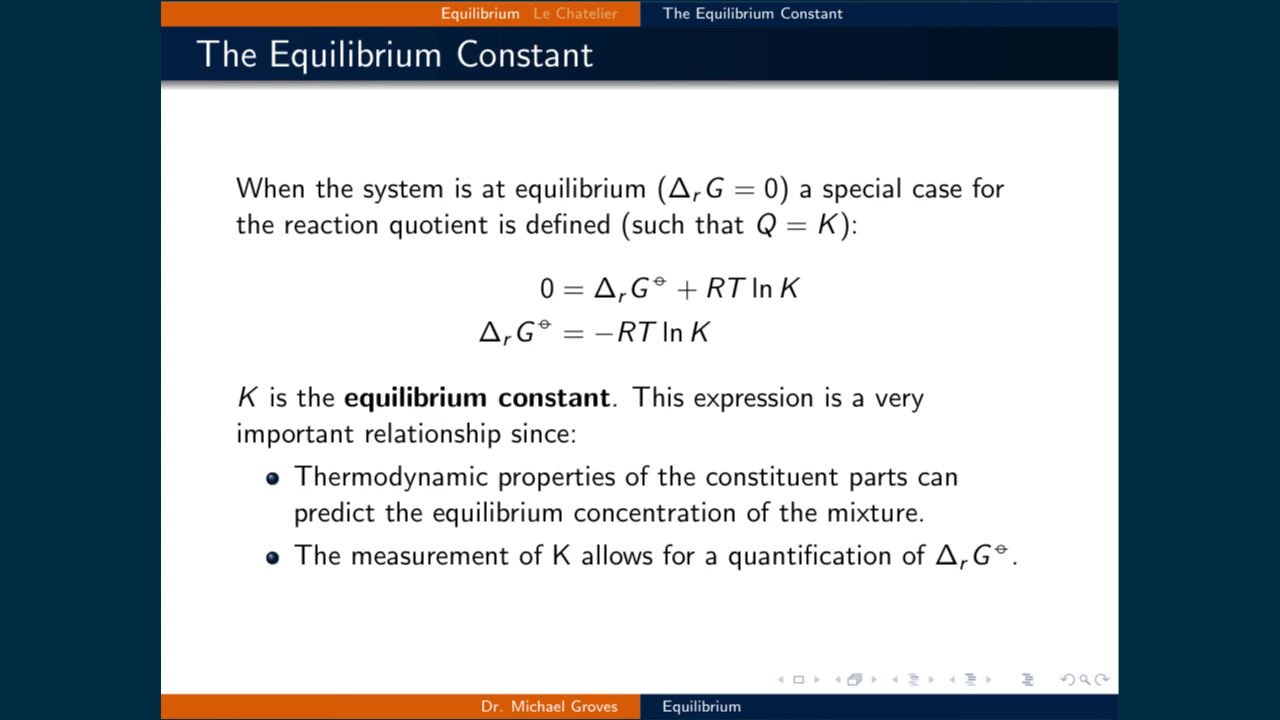 Equilibrium Le Chatelier The Equilibrium Constant
The Equilibrium Constant
When the system is at equilibrium (ΔᵣG = 0) a special case for
the reaction quotient is defined (such that Q = K):
0 = ΔᵣG⦵ + RT ln K
ΔᵣG⦵ = −RT ln K
K is the equilibrium constant. This expression is a very
important relationship since:
Thermodynamic properties of the constituent parts can
predict the equilibrium concentration of the mixture.
The measurement of K allows for a quantification of ΔᵣG⦵.
Dr. Michael Groves Equilibrium